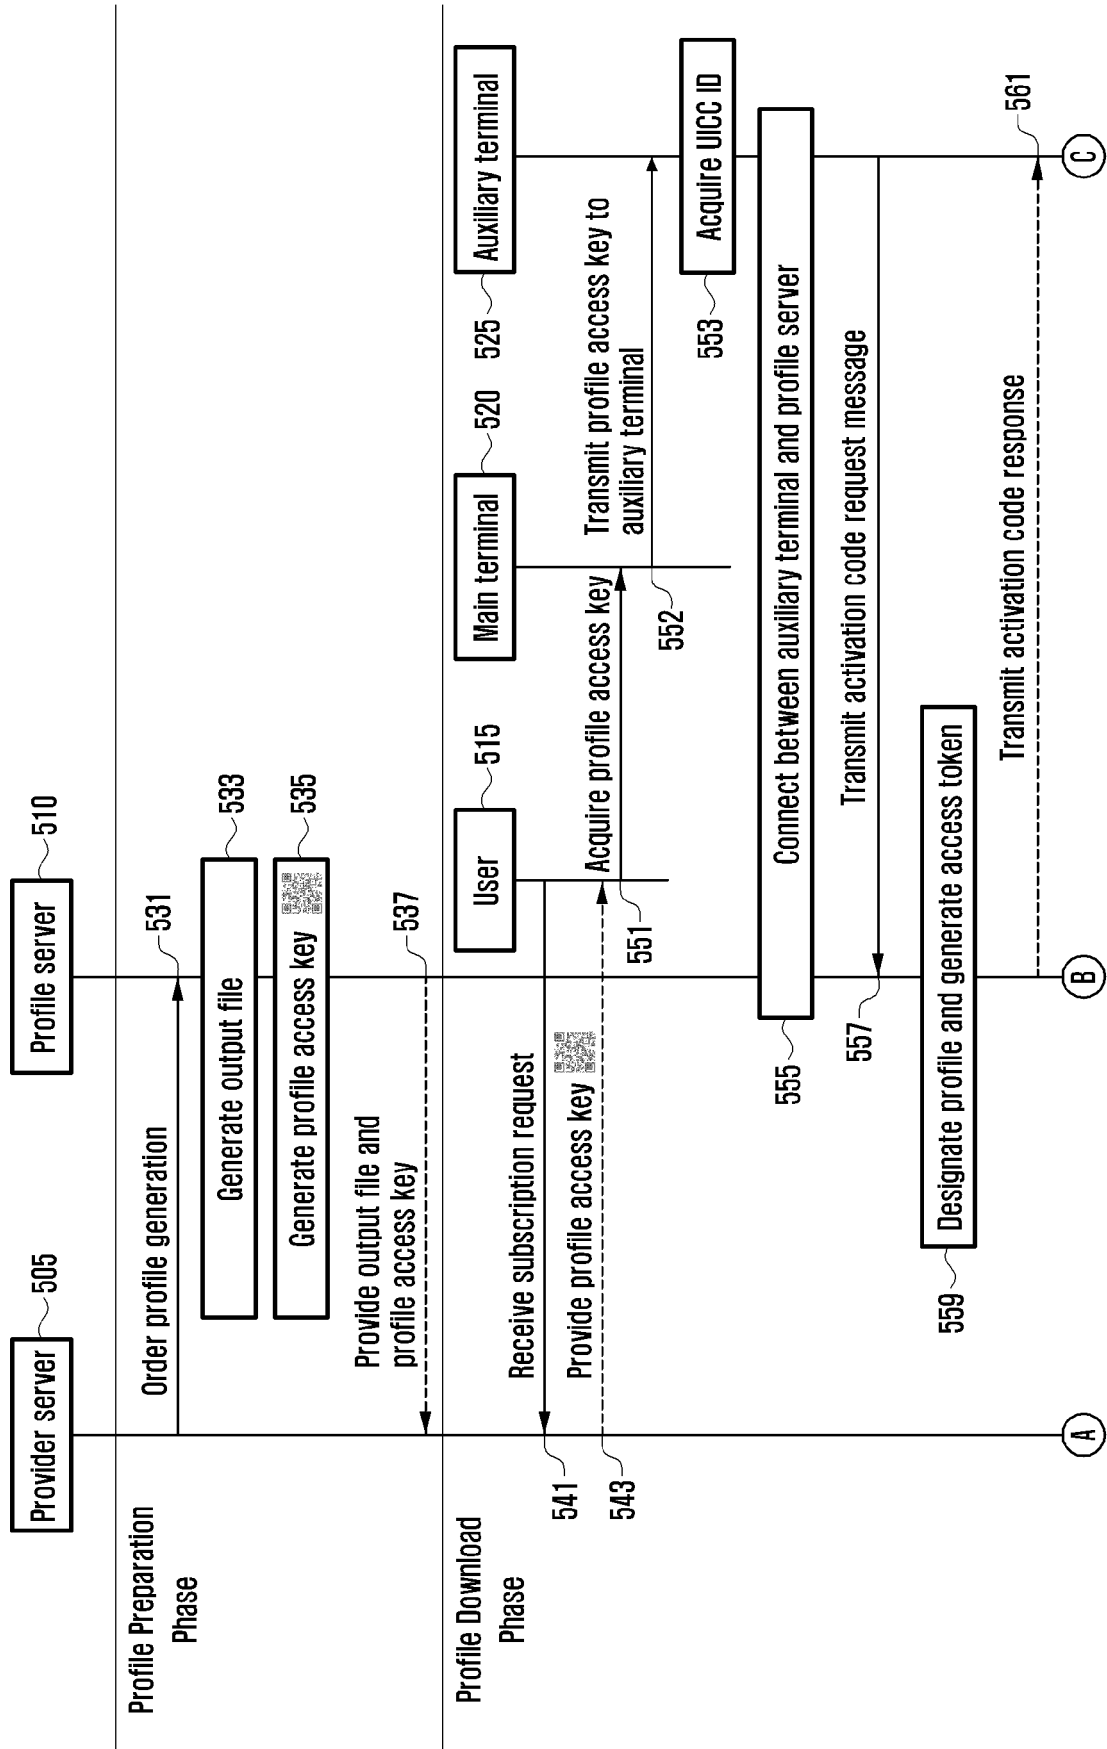 Provider server
505
Profile server
510
Profile Preparation
Phase
Order profile generation
531
Generate output file
533
Generate profile access key
535
Provide output file and
profile access key
537
Profile Download
Phase
User
515
Main terminal
520
Auxiliary terminal
525
541
Receive subscription request
543
Provide profile access key
551
Acquire profile access key
552
Transmit profile access key to
auxiliary terminal
553
Acquire UICC ID
555
Connect between auxiliary terminal and profile server
557
Transmit activation code request message
559
Designate profile and generate access token
Transmit activation code response
561
A
B
C